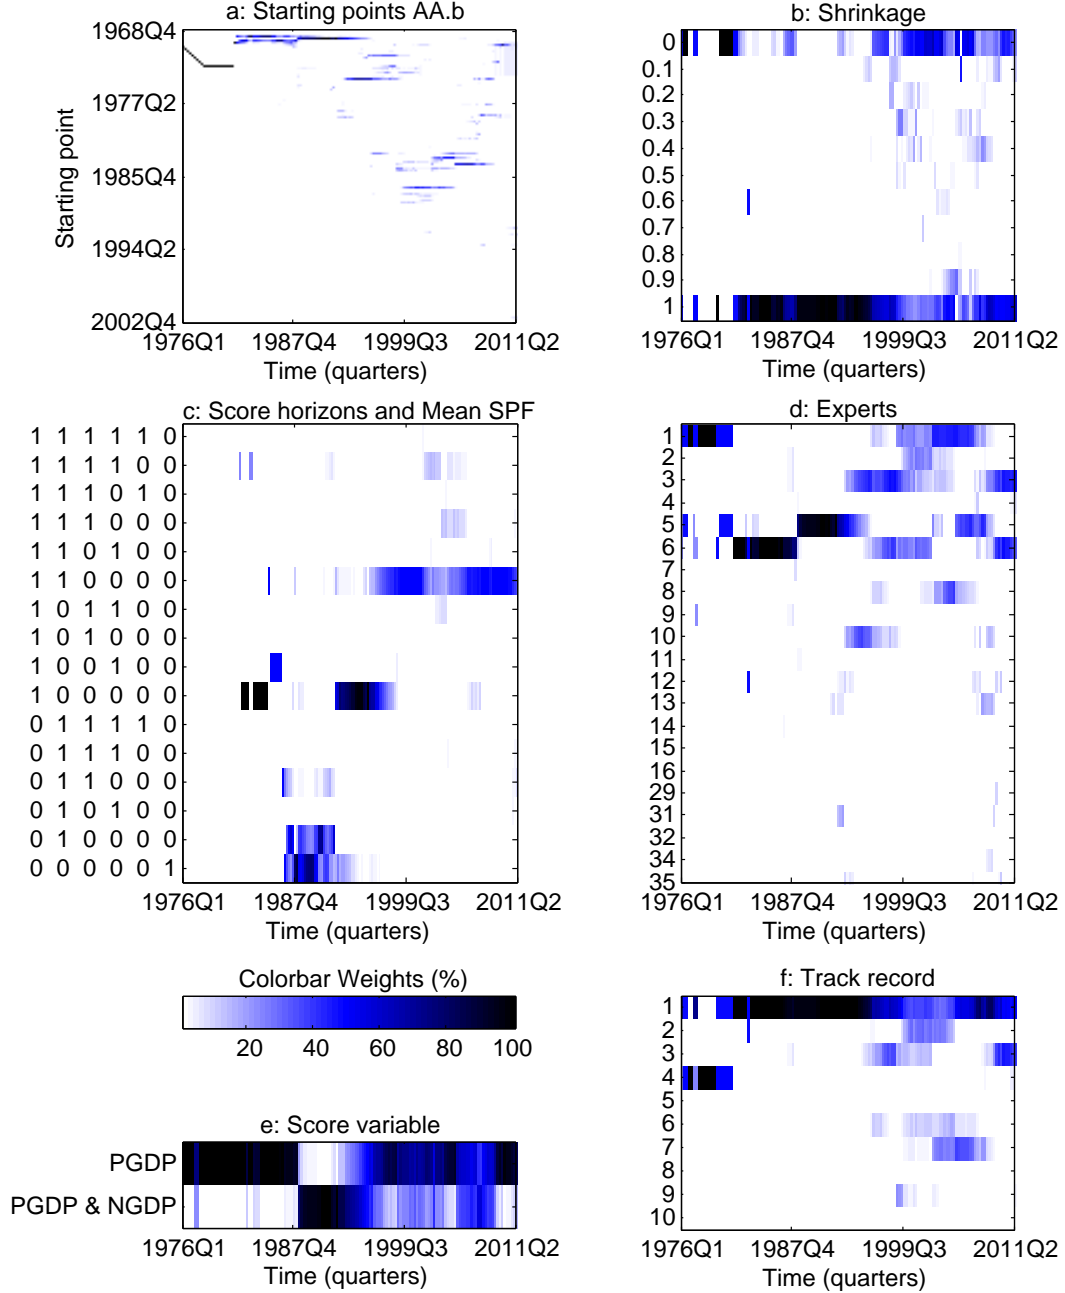 a: Starting points AA.b
1968Q4
1977Q2
1985Q4
1994Q2
2002Q4
Starting point
1976Q1 1987Q4 1999Q3 2011Q2
Time (quarters)
b: Shrinkage
0
0.1
0.2
0.3
0.4
0.5
0.6
0.7
0.8
0.9
1
1976Q1 1987Q4 1999Q3 2011Q2
Time (quarters)
c: Score horizons and Mean SPF
1 1 1 1 1 0
1 1 1 1 0 0
1 1 1 0 1 0
1 1 1 0 0 0
1 1 0 1 0 0
1 1 0 0 0 0
1 0 1 1 0 0
1 0 1 0 0 0
1 0 0 1 0 0
1 0 0 0 0 0
0 1 1 1 1 0
0 1 1 1 0 0
0 1 1 0 0 0
0 1 0 1 0 0
0 1 0 0 0 0
0 0 0 0 0 1
1976Q1 1987Q4 1999Q3 2011Q2
Time (quarters)
d: Experts
1
2
3
4
5
6
7
8
9
10
11
12
13
14
15
16
29
31
32
34
35
1976Q1 1987Q4 1999Q3 2011Q2
Time (quarters)
Colorbar Weights (%)
20 40 60 80 100
e: Score variable
PGDP
PGDP & NGDP
1976Q1 1987Q4 1999Q3 2011Q2
Time (quarters)
f: Track record
1
2
3
4
5
6
7
8
9
10
1976Q1 1987Q4 1999Q3 2011Q2
Time (quarters)